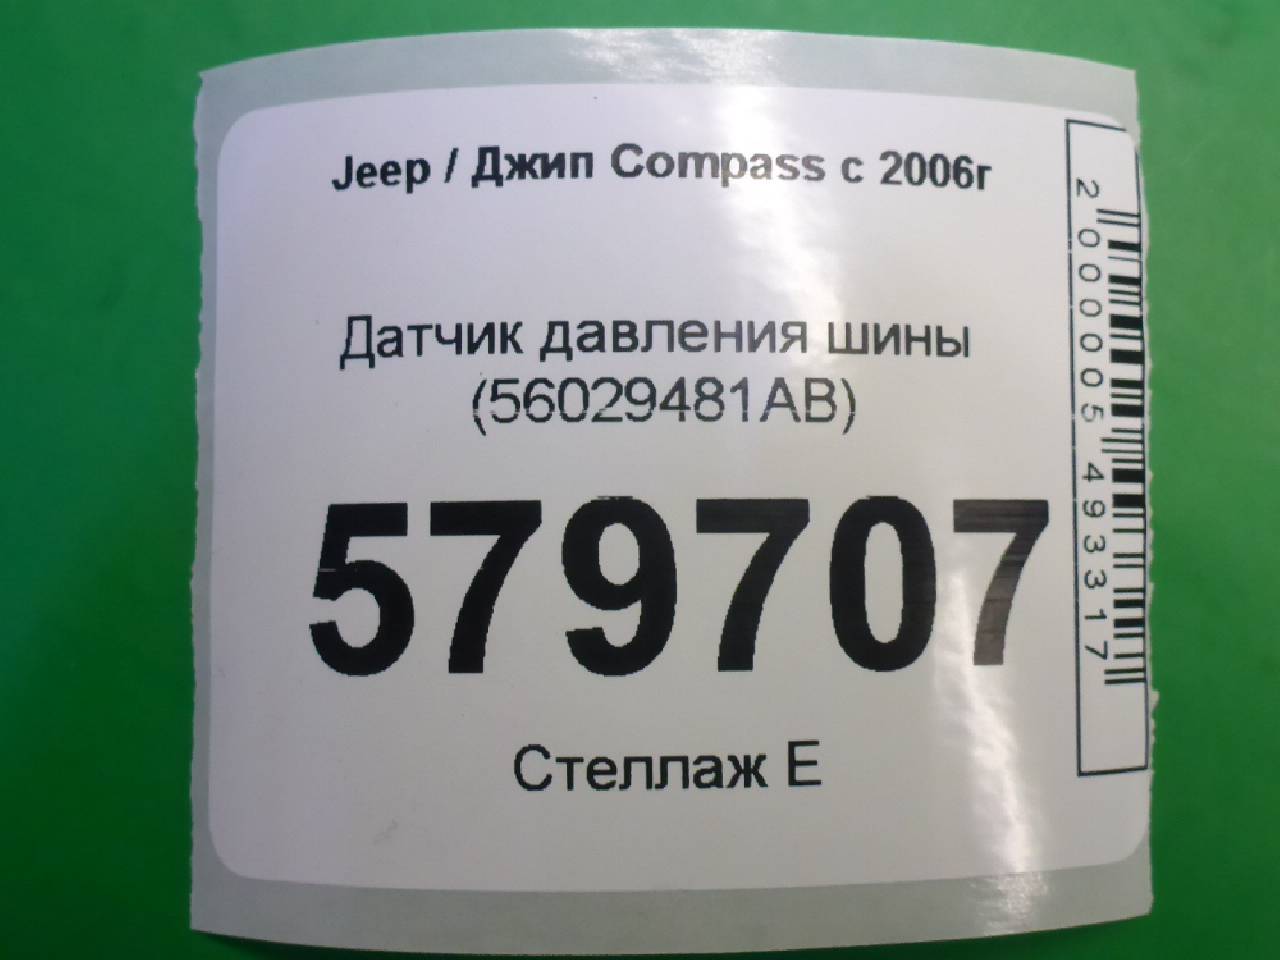 Jeep / Джип Compass с 2006г
Датчик давления шины
(56029481AB)
579707
Стеллаж Е
2000005493317